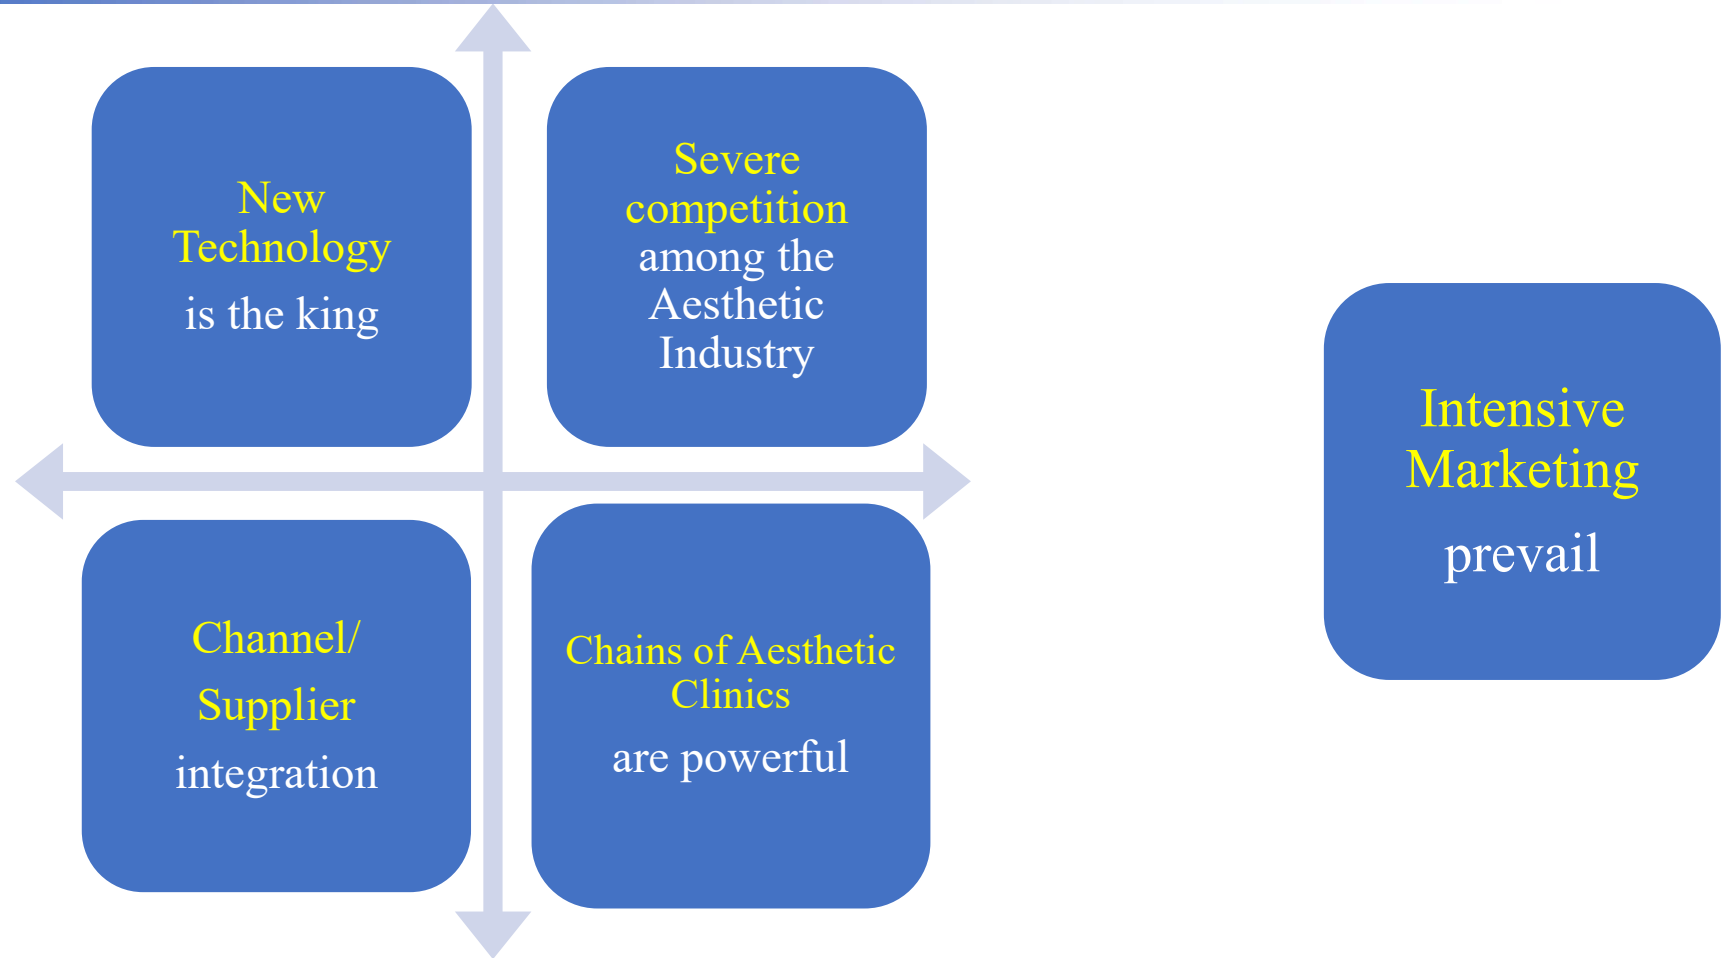 New
Technology
is the king
Severe
competition
among the
Aesthetic
Industry
Channel/
Supplier
integration
Chains of Aesthetic
Clinics
are powerful
Intensive
Marketing
prevail